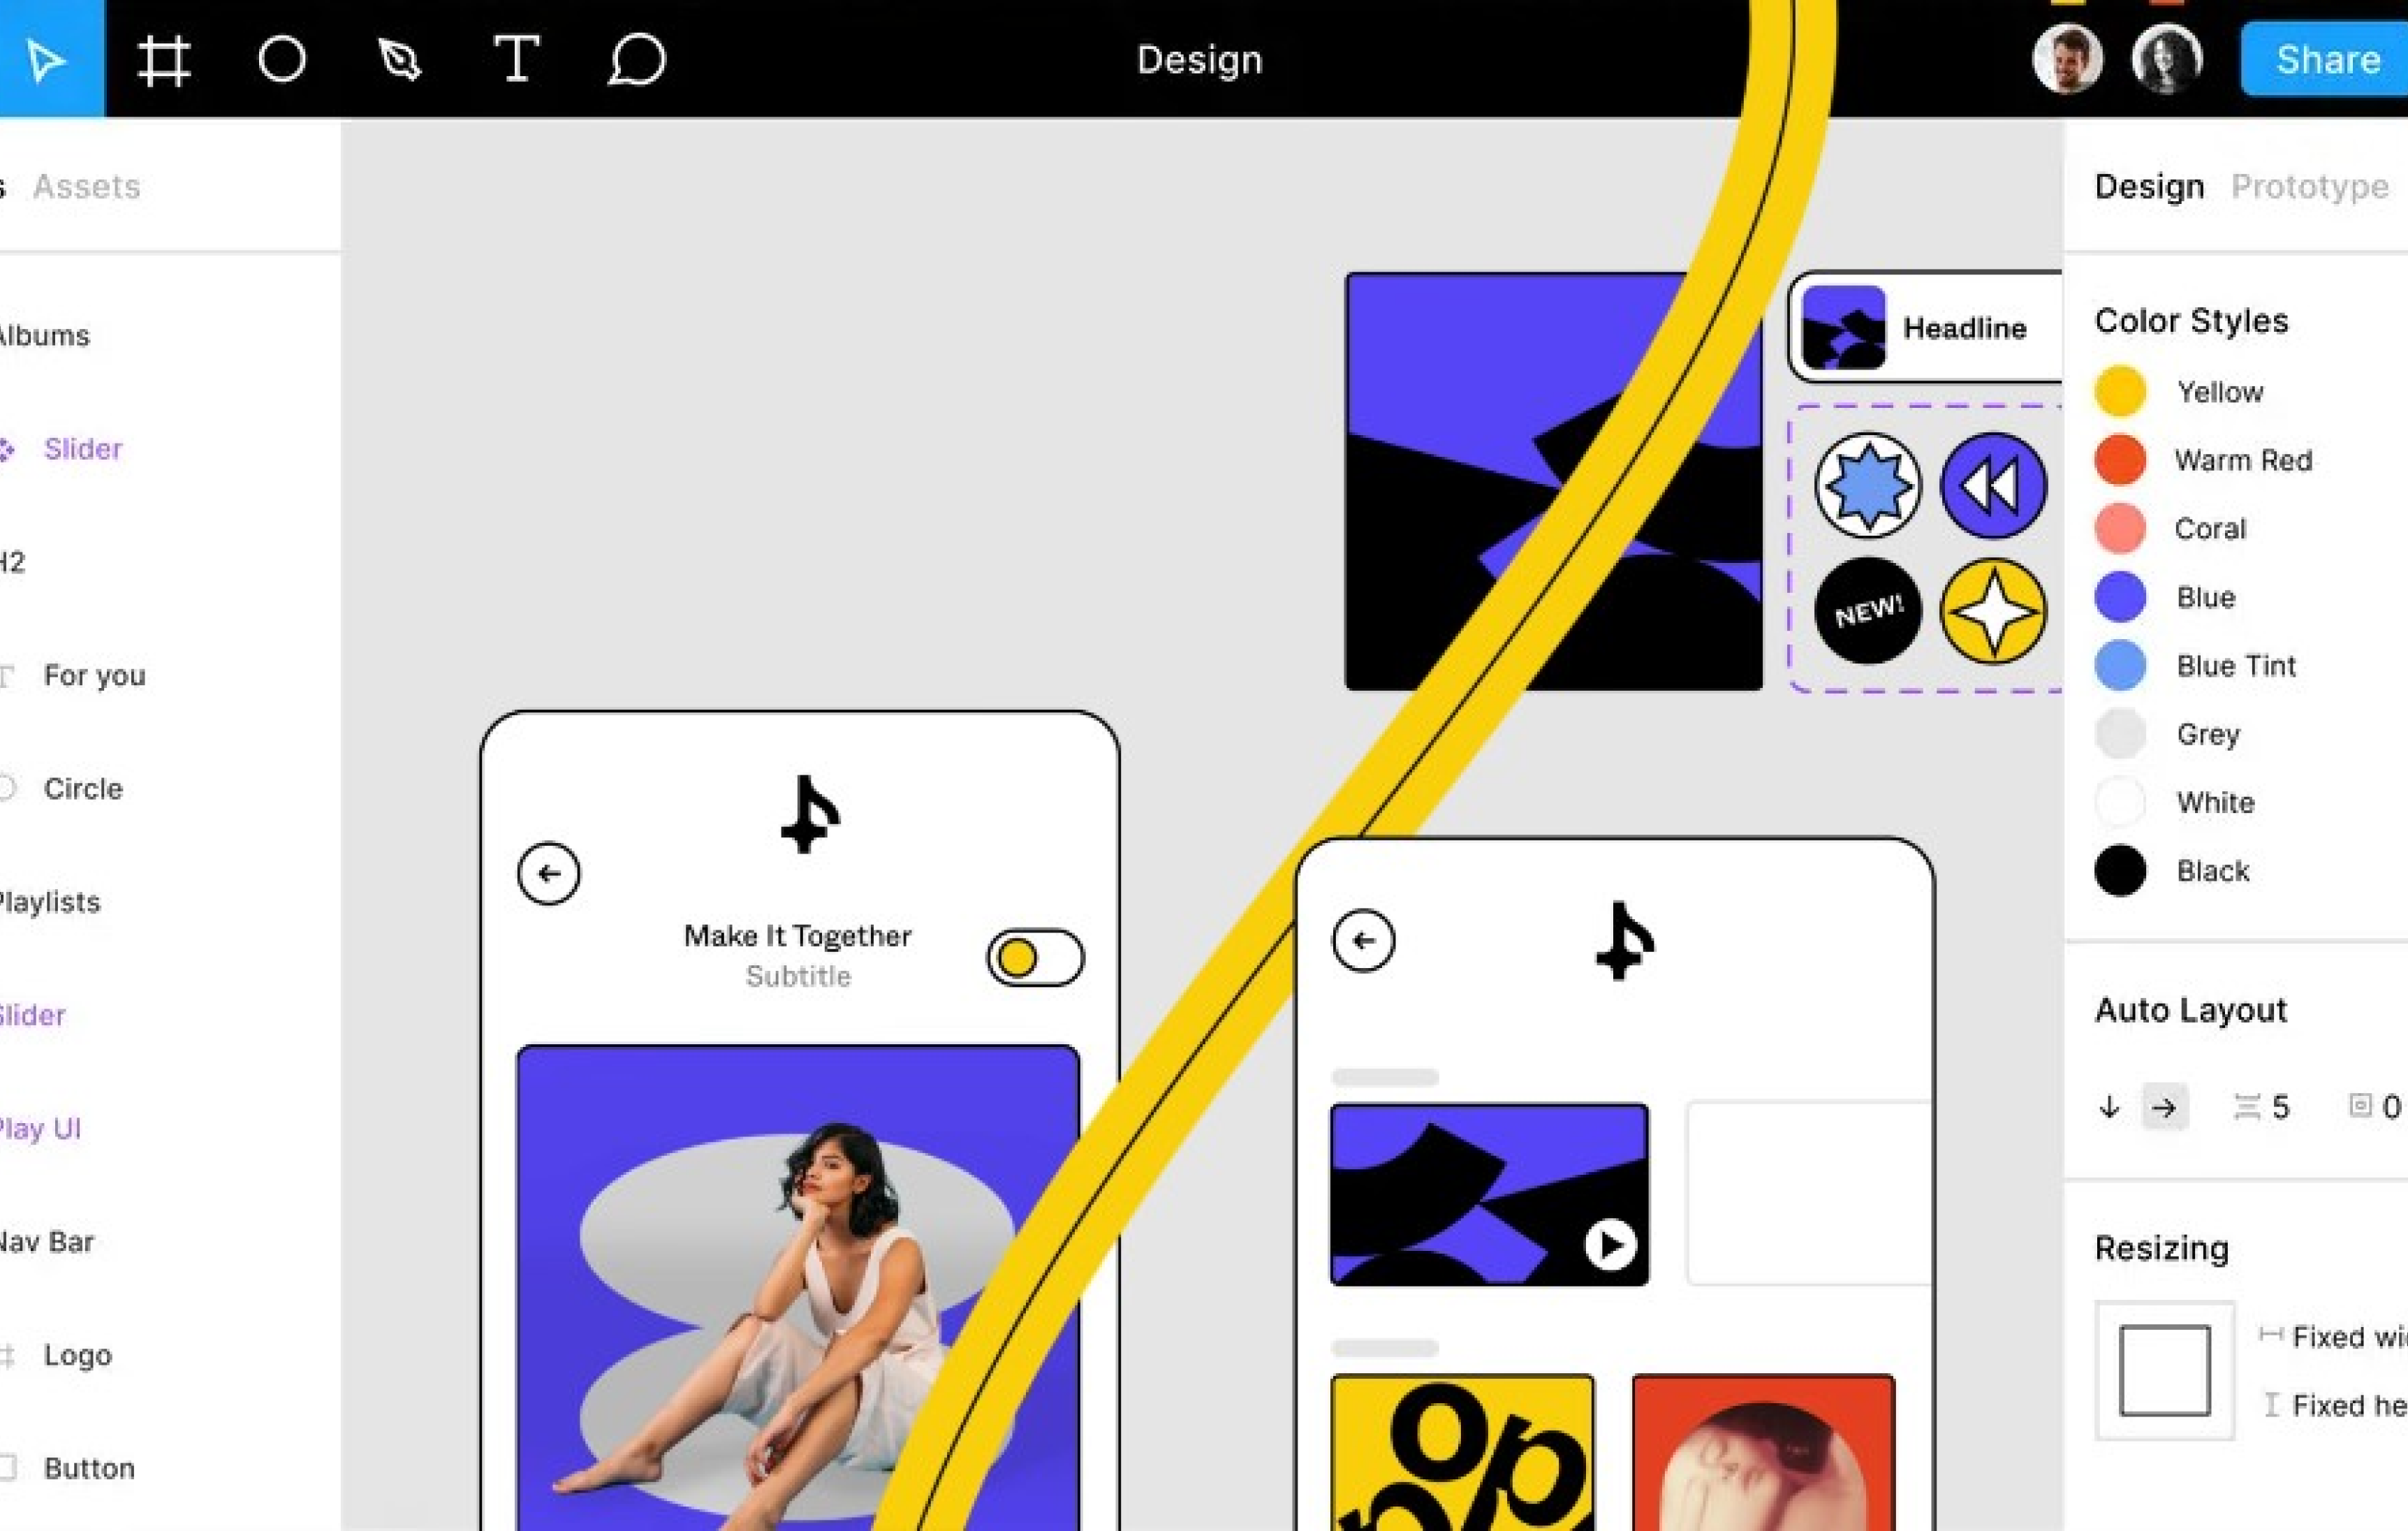 Design
Share
s Assets
Albums
Slider
H2
For you
Circle
Playlists
Slider
Play UI
Nav Bar
Logo
Button
Headline
NEW!
Make It Together
Subtitle
op
p
Design Prototype
Color Styles
Yellow
Warm Red
Coral
Blue
Blue Tint
Grey
White
Black
Auto Layout
5 0
Resizing
Fixed wi
Fixed he